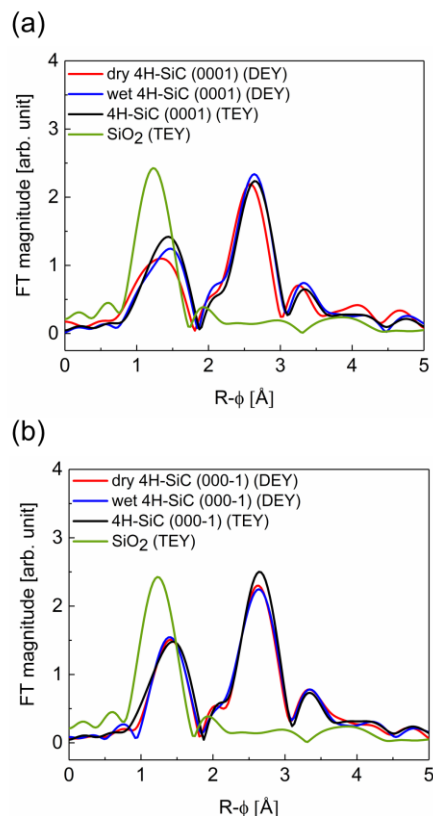 (a)
4
3
2
1
0
FT magnitude [arb. unit]
dry 4H-SiC (0001) (DEY)
wet 4H-SiC (0001) (DEY)
4H-SiC (0001) (TEY)
SiO2 (TEY)
0 1 2 3 4 5
R-ϕ [Å]
(b)
4
3
2
1
0
FT magnitude [arb. unit]
dry 4H-SiC (000-1) (DEY)
wet 4H-SiC (000-1) (DEY)
4H-SiC (000-1) (TEY)
SiO2 (TEY)
0 1 2 3 4 5
R-ϕ [Å]